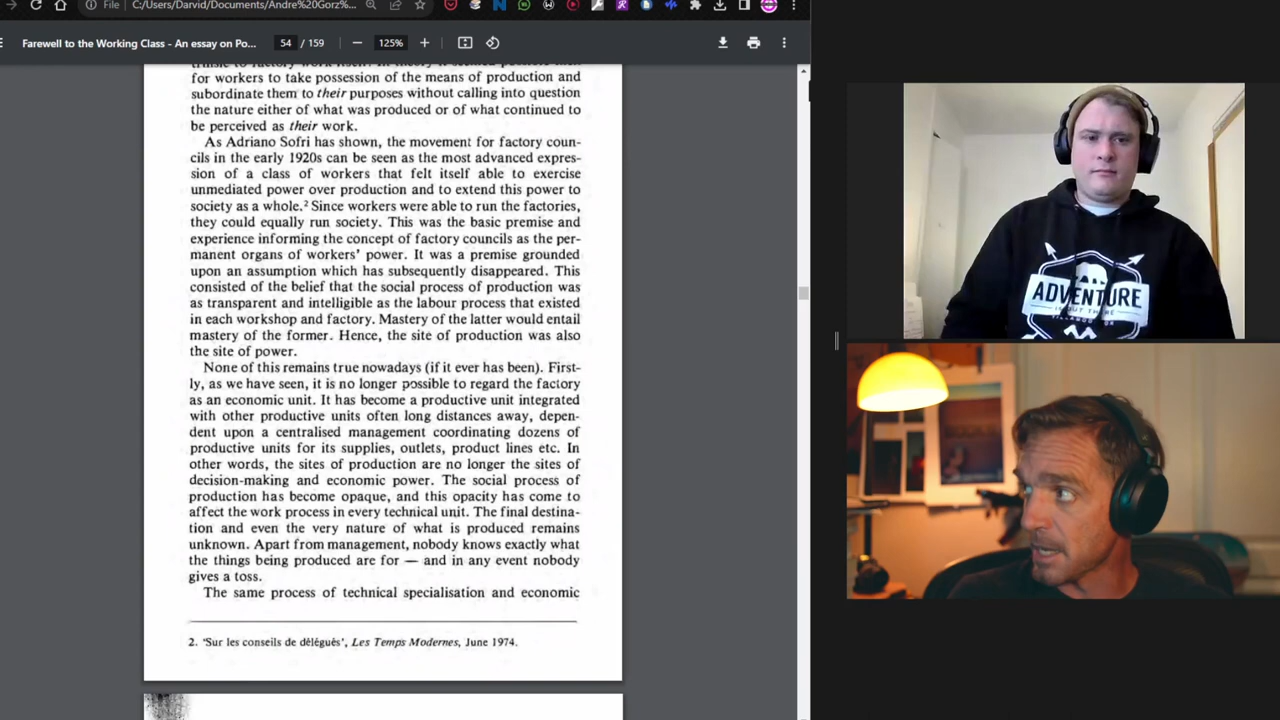 File
C:/Users/Darvid/Documents/Andre%20Gorz...
Farewell to the Working Class - An essay on Po...
54 / 159
125%
for workers to take possession of the means of production and
subordinate them to their purposes without calling into question
the nature either of what was produced or of what continued to
be perceived as their work.
As Adriano Sofri has shown, the movement for factory coun-
cils in the early 1920s can be seen as the most advanced expres-
sion of a class of workers that felt itself able to exercise
unmediated power over production and to extend this power to
society as a whole.² Since workers were able to run the factories,
they could equally run society. This was the basic premise and
experience informing the concept of factory councils as the per-
manent organs of workers' power. It was a premise grounded
upon an assumption which has subsequently disappeared. This
consisted of the belief that the social process of production was
as transparent and intelligible as the labour process that existed
in each workshop and factory. Mastery of the latter would entail
mastery of the former. Hence, the site of production was also
the site of power.
None of this remains true nowadays (if it ever has been). First-
ly, as we have seen, it is no longer possible to regard the factory
as an economic unit. It has become a productive unit integrated
with other productive units often long distances away, depen-
dent upon a centralised management coordinating dozens of
productive units for its supplies, outlets, product lines etc. In
other words, the sites of production are no longer the sites of
decision-making and economic power. The social process of
production has become opaque, and this opacity has come to
affect the work process in every technical unit. The final destina-
tion and even the very nature of what is produced remains
unknown. Apart from management, nobody knows exactly what
the things being produced are for — and in any event nobody
gives a toss.
The same process of technical specialisation and economic
2. 'Sur les conseils de délégués', Les Temps Modernes, June 1974.
ADVENTURE